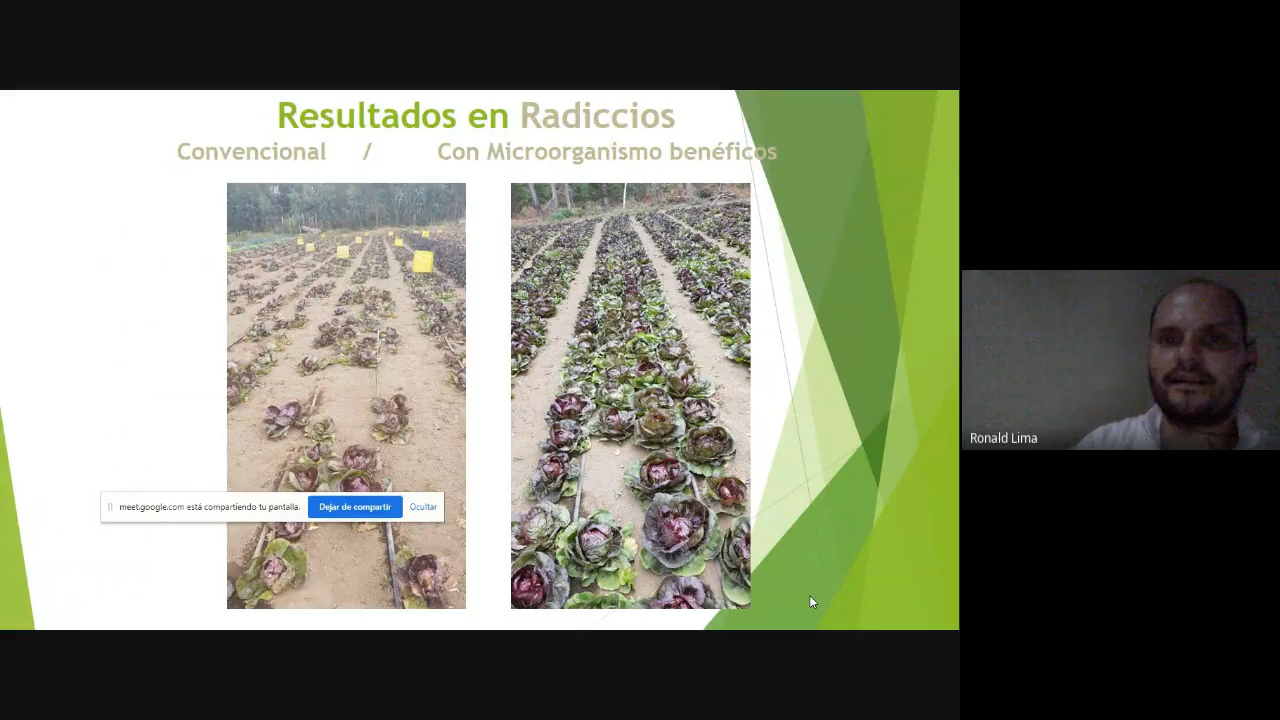 Resultados en Radiccios
Convencional / Con Microorganismo benéficos
meet.google.com está compartiendo tu pantalla. Dejar de compartir Ocultar
Ronald Lima